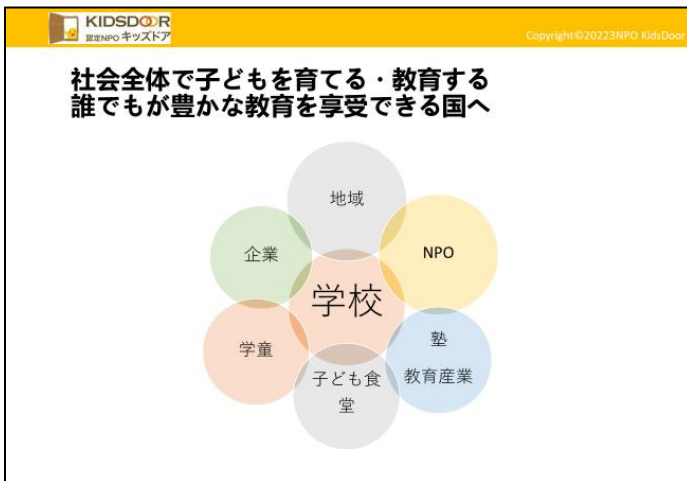 KIDSDOOR
認定NPO キッズドア
Copyright©20223NPO KidsDoor
社会全体で子どもを育てる・教育する
誰でもが豊かな教育を享受できる国へ
地域
企業
NPO
学校
学童
塾
教育産業
子ども食
堂